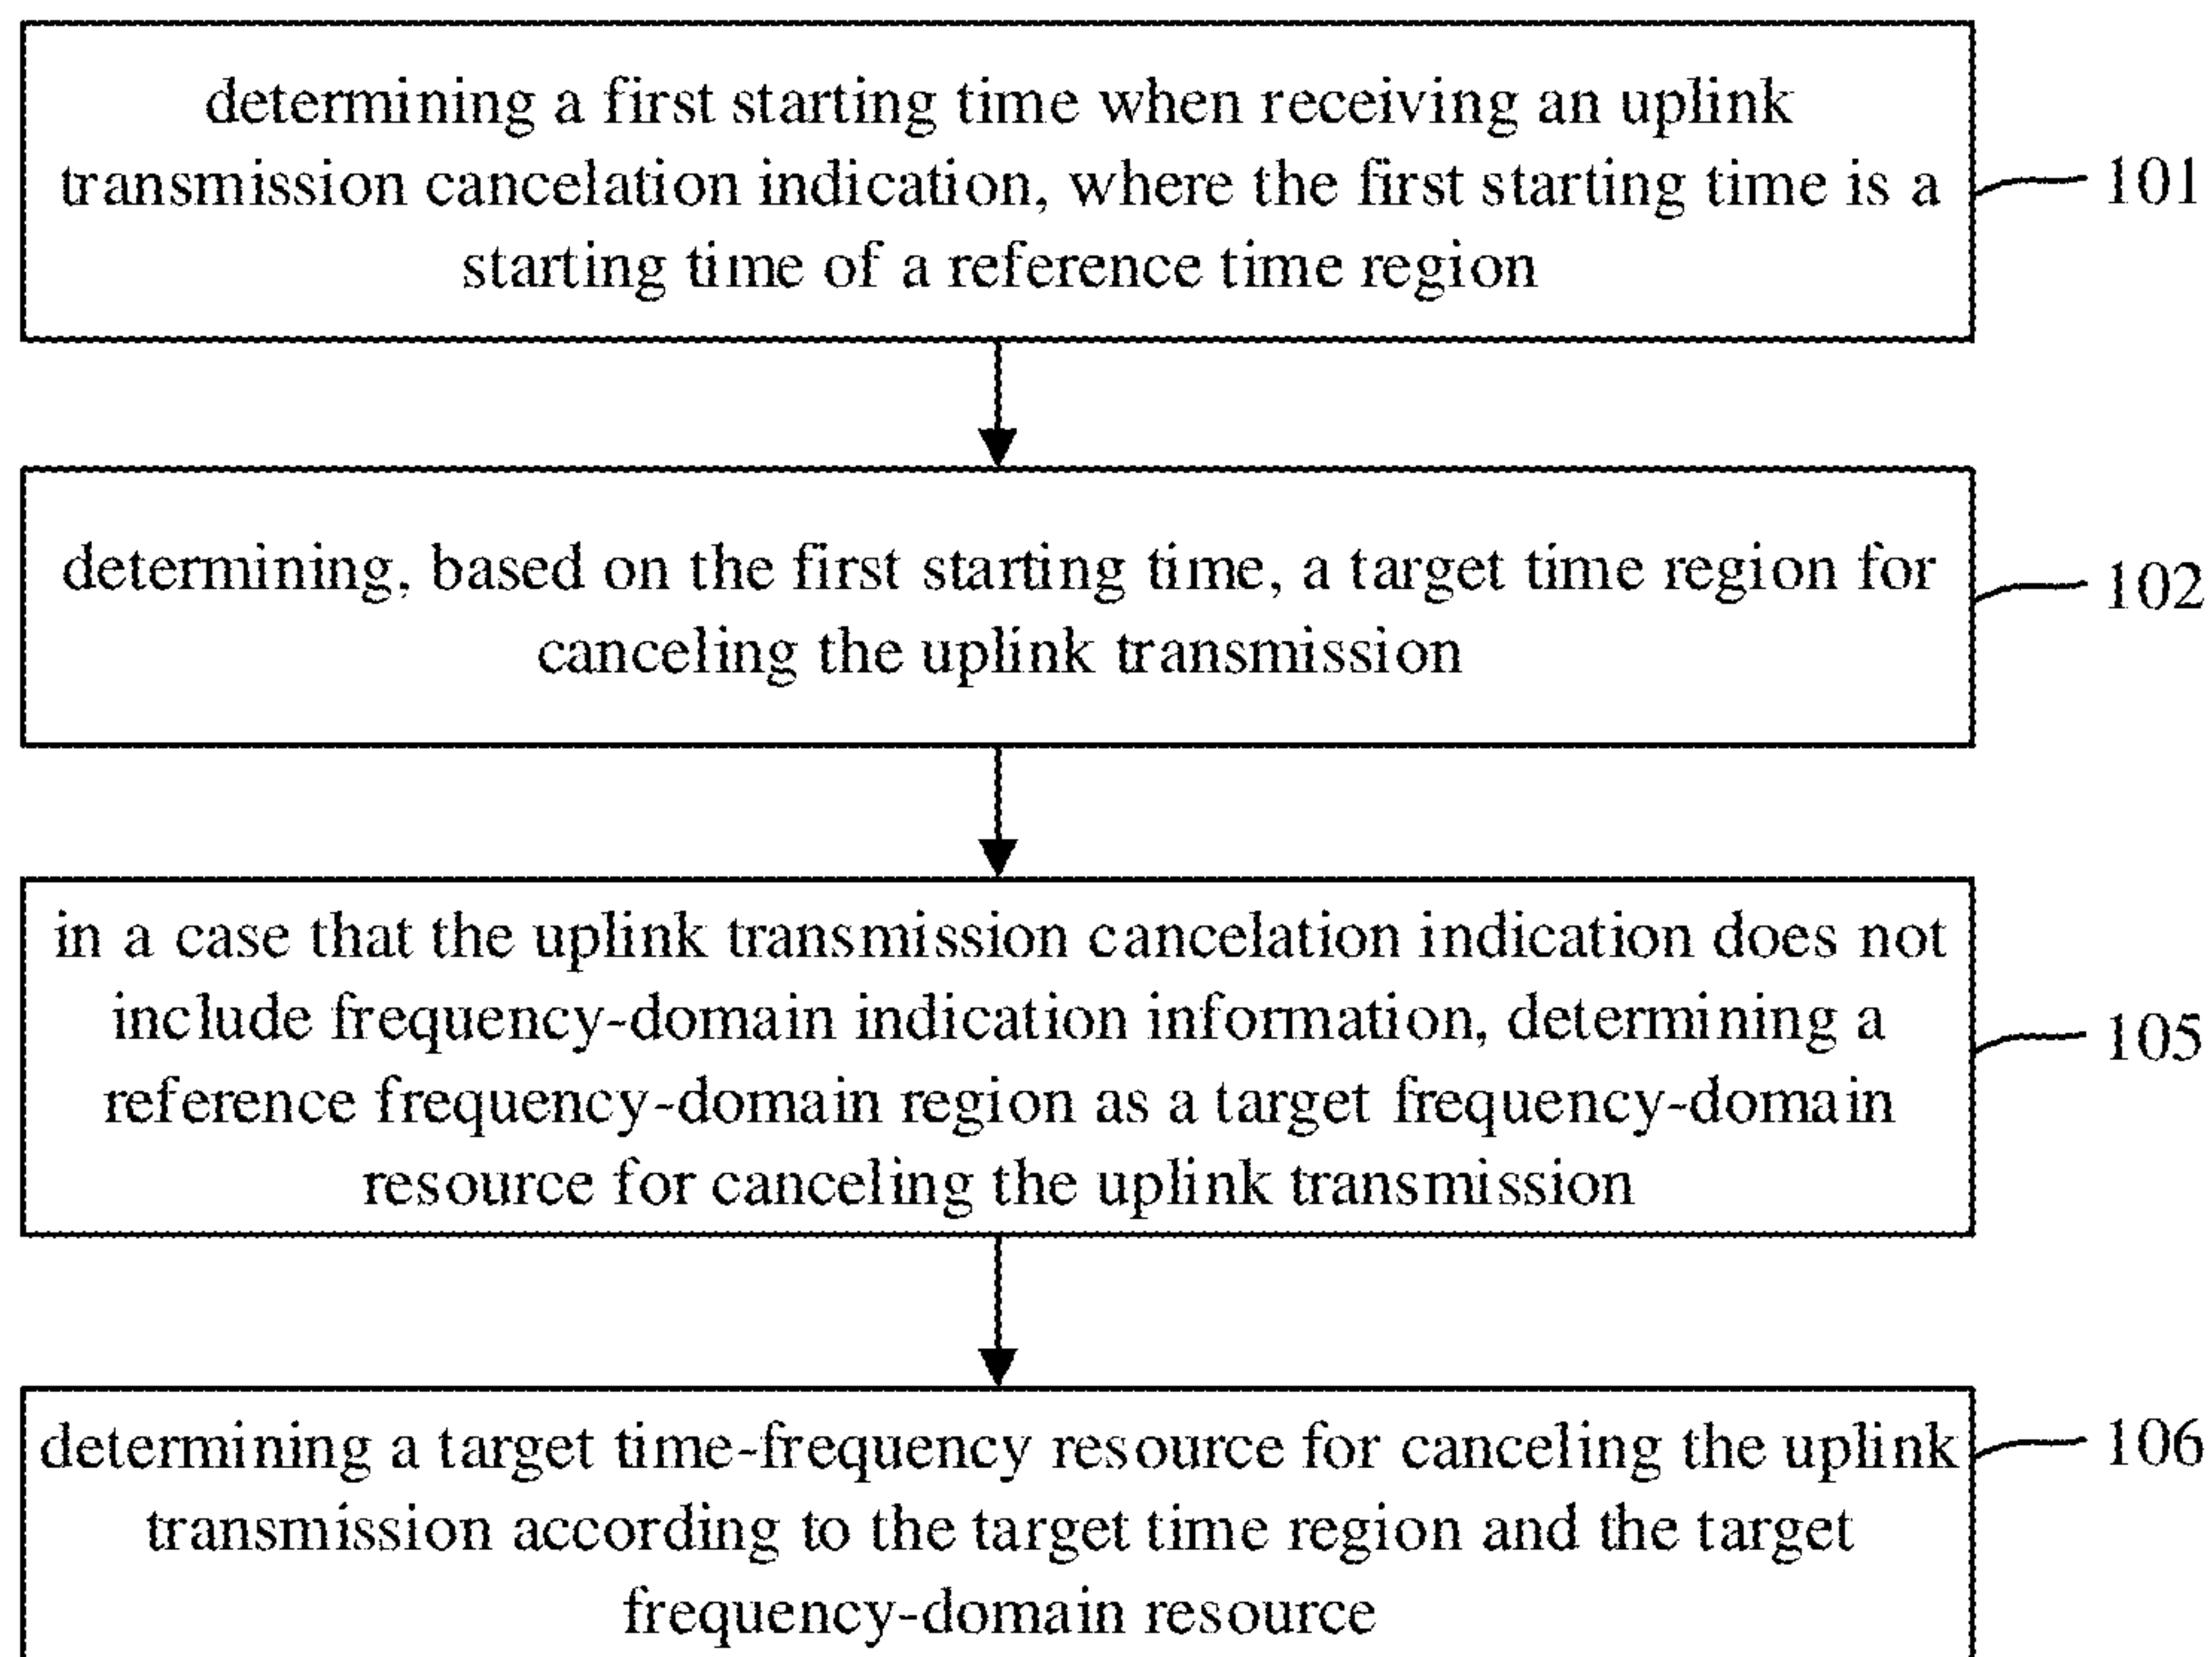 determining a first starting time when receiving an uplink
transmission cancelation indication, where the first starting time is a
starting time of a reference time region
101
determining, based on the first starting time, a target time region for
canceling the uplink transmission
102
in a case that the uplink transmission cancelation indication does not
include frequency-domain indication information, determining a
reference frequency-domain region as a target frequency-domain
resource for canceling the uplink transmission
105
determining a target time-frequency resource for canceling the uplink
transmission according to the target time region and the target
frequency-domain resource
106